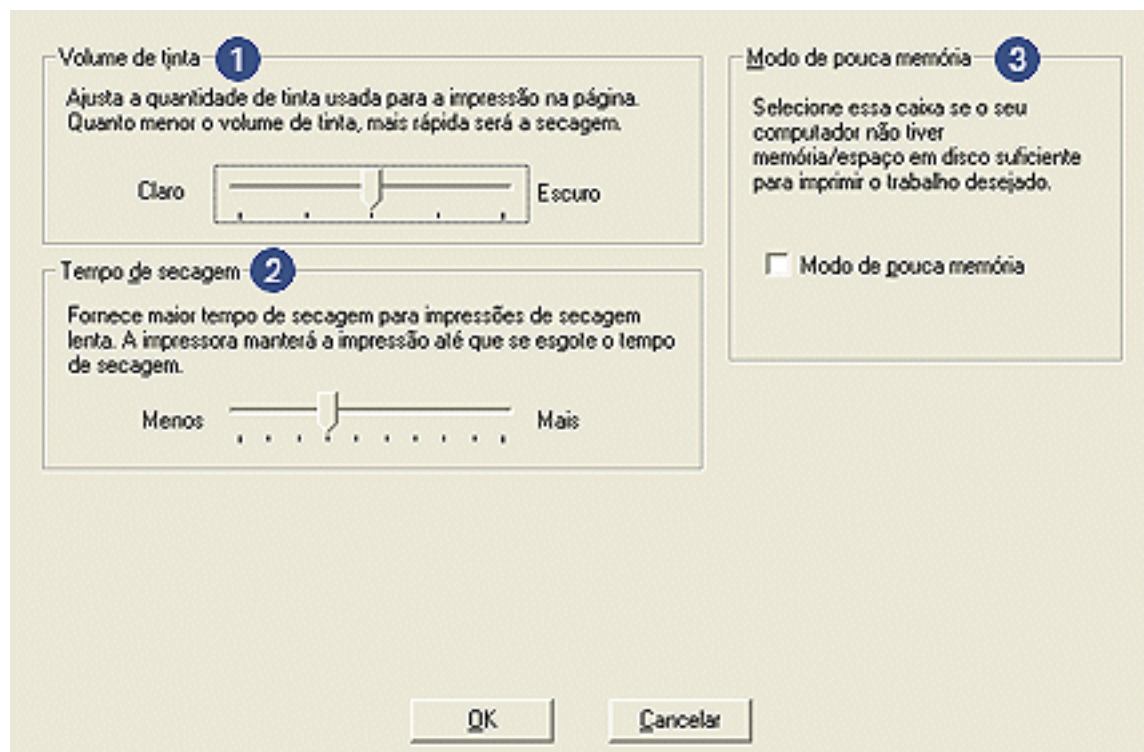 Volume de tinta 1
Ajusta a quantidade de tinta usada para a impressão na página.
Quanto menor o volume de tinta, mais rápida será a secagem.
Claro
Escuro
Tempo de secagem 2
Fornece maior tempo de secagem para impressões de secagem
lenta. A impressora manterá a impressão até que se esgote o tempo
de secagem.
Menos
Mais
Modo de pouca memória 3
Selecione essa caixa se o seu
computador não tiver
memória/espaço em disco suficiente
para imprimir o trabalho desejado.
Modo de pouca memória
OK
Cancelar